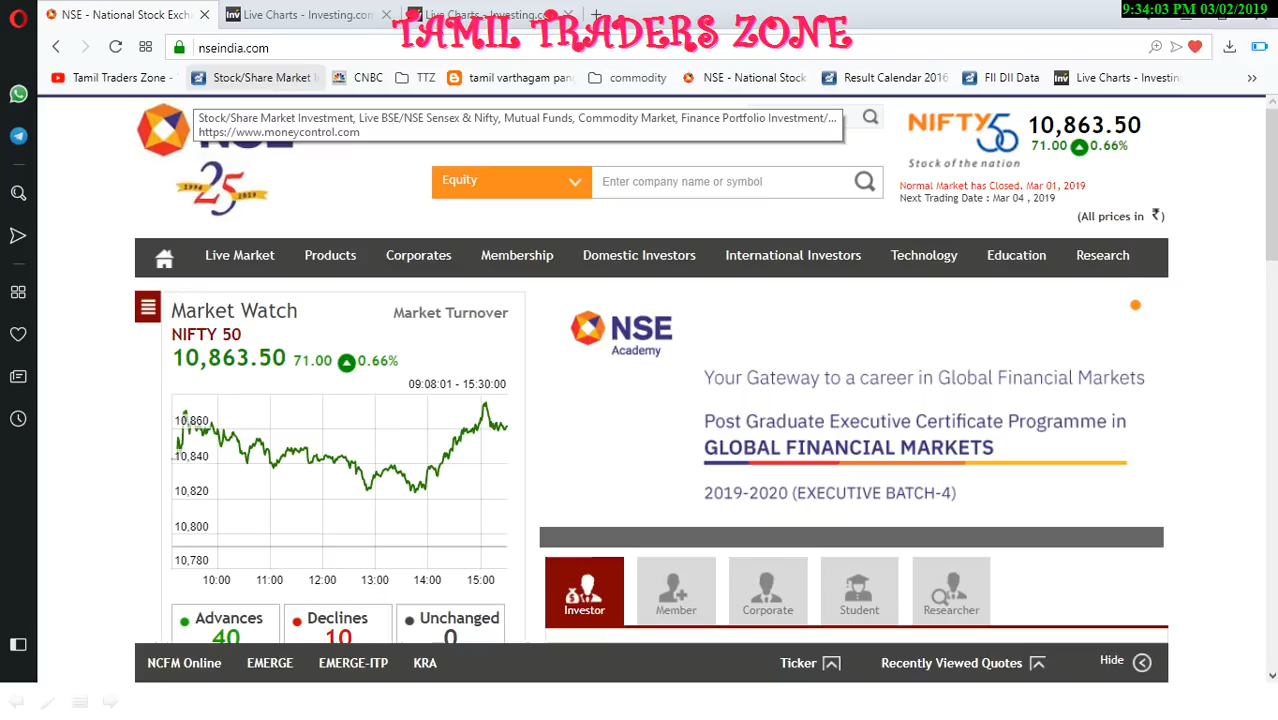 NSE - National Stock Exch
Live Charts - Investing.com
Live Charts - Investing.co
TAMIL TRADERS ZONE
9:34:03 PM 03/02/2019
nseindia.com
Tamil Traders Zone -
Stock/Share Market I
CNBC
TTZ
tamil varthagam pan
commodity
NSE - National Stock
Result Calendar 2016
FII DII Data
Live Charts - Investin
Stock/Share Market Investment, Live BSE/NSE Sensex & Nifty, Mutual Funds, Commodity Market, Finance Portfolio Investment/...
https://www.moneycontrol.com
1994 25 2019
Equity
Enter company name or symbol
NIFTY 50
Stock of the nation
10,863.50
71.00 0.66%
Normal Market has Closed. Mar 01, 2019
Next Trading Date : Mar 04 , 2019
(All prices in ₹)
Live Market
Products
Corporates
Membership
Domestic Investors
International Investors
Technology
Education
Research
Market Watch
Market Turnover
NIFTY 50
10,863.50 71.00 0.66%
09:08:01 - 15:30:00
10,860
10,840
10,820
10,800
10,780
10:00 11:00 12:00 13:00 14:00 15:00
Advances
40
Declines
10
Unchanged
0
NSE
Academy
Your Gateway to a career in Global Financial Markets
Post Graduate Executive Certificate Programme in
GLOBAL FINANCIAL MARKETS
2019-2020 (EXECUTIVE BATCH-4)
Investor
Member
Corporate
Student
Researcher
NCFM Online
EMERGE
EMERGE-ITP
KRA
Ticker
Recently Viewed Quotes
Hide